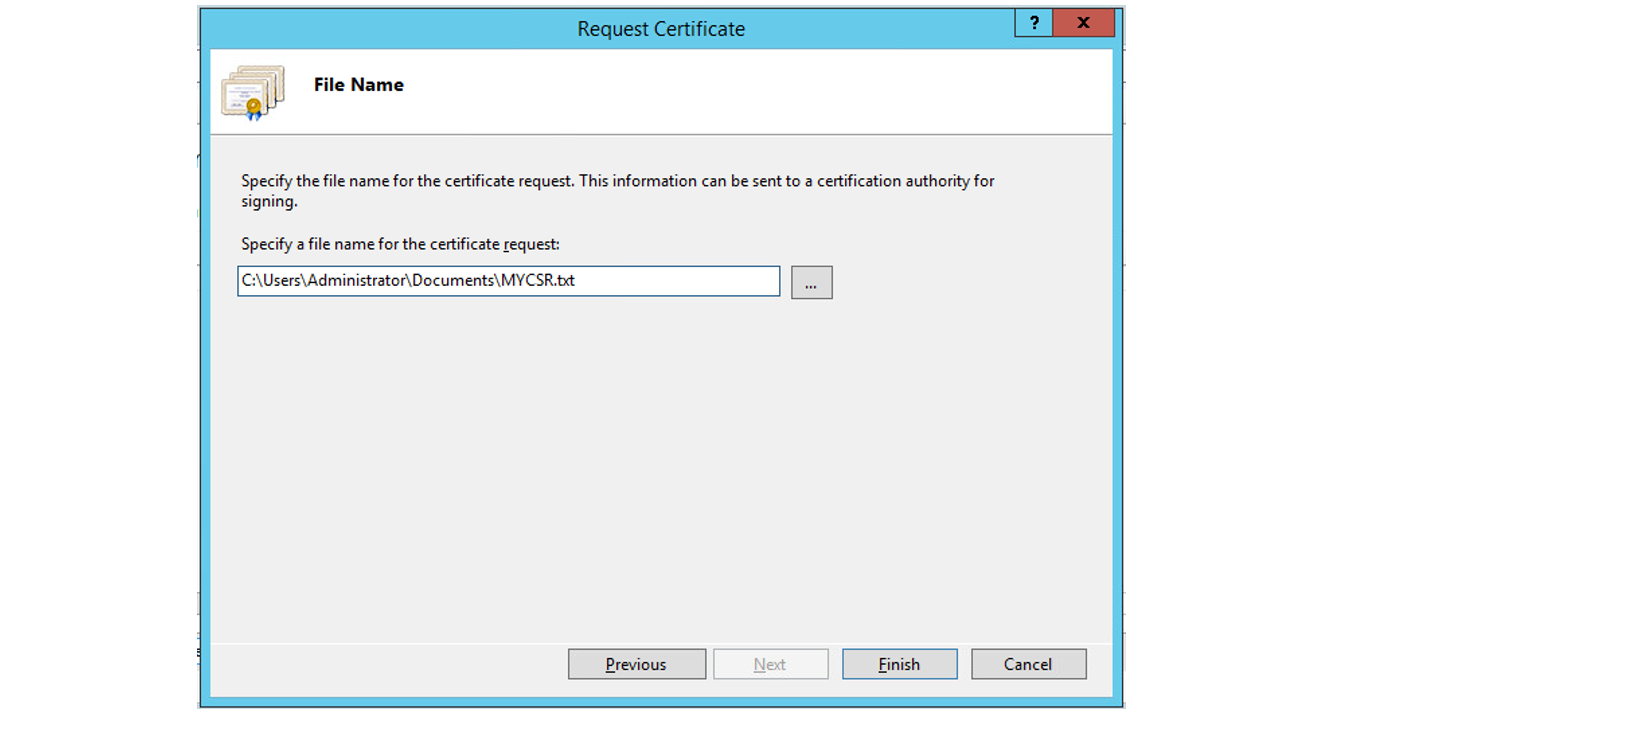 Request Certificate
?
x
File Name
Specify the file name for the certificate request. This information can be sent to a certification authority for
signing.
Specify a file name for the certificate request:
C:\Users\Administrator\Documents\MYCSR.txt
...
Previous
Next
Finish
Cancel